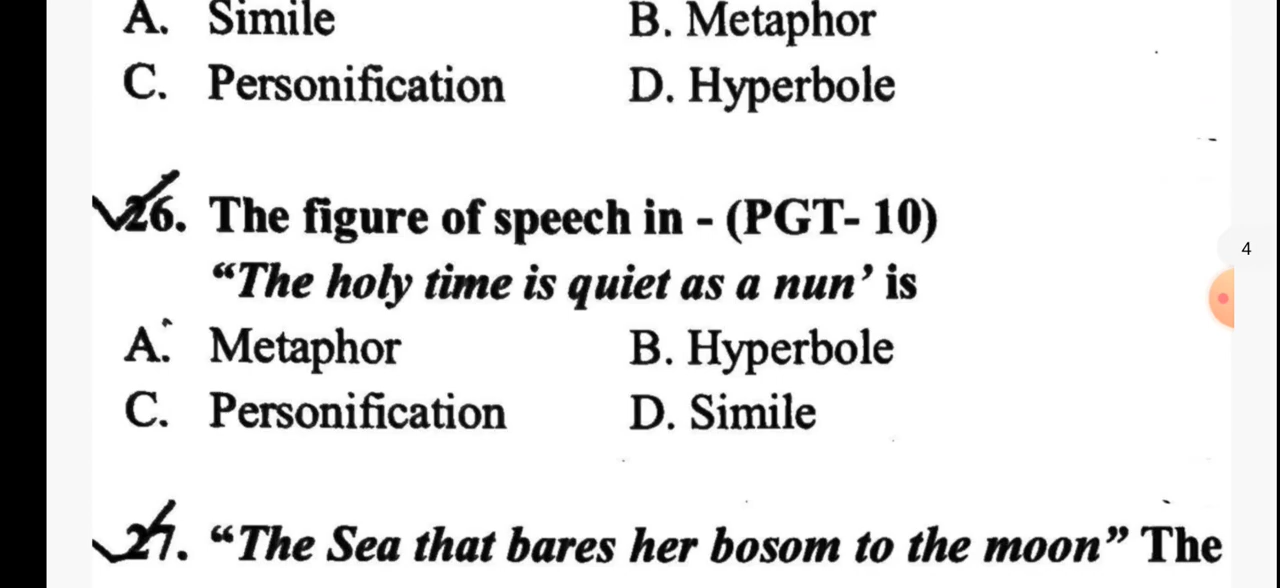 A. Simile B. Metaphor
C. Personification D. Hyperbole
26. The figure of speech in - (PGT- 10)
“The holy time is quiet as a nun’ is
4
A. Metaphor B. Hyperbole
C. Personification D. Simile
27. “The Sea that bares her bosom to the moon” The